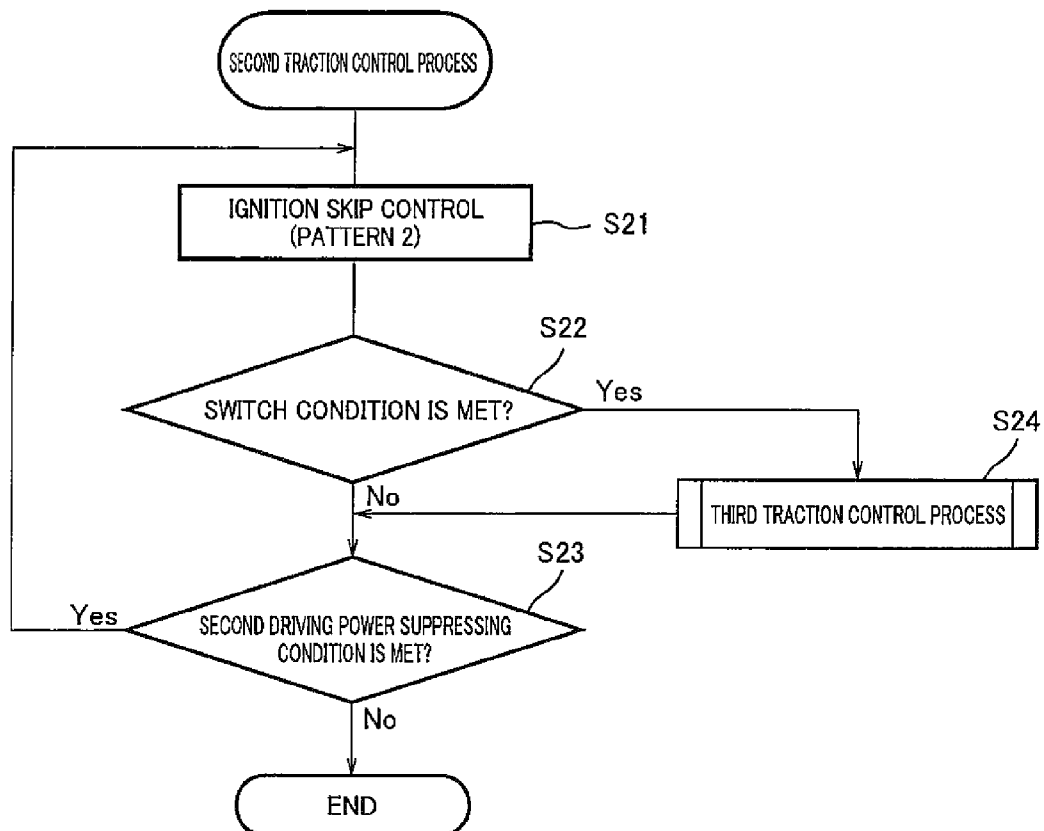 SECOND TRACTION CONTROL PROCESS
IGNITION SKIP CONTROL
(PATTERN 2)
S21
S22
SWITCH CONDITION IS MET?
Yes
S24
No
THIRD TRACTION CONTROL PROCESS
S23
Yes
SECOND DRIVING POWER SUPPRESSING
CONDITION IS MET?
No
END